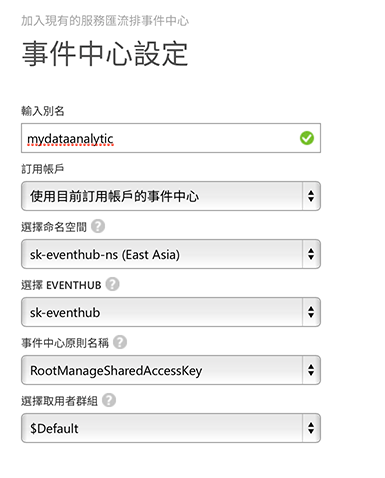 加入現有的服務匯流排事件中心
事件中心設定
輸入別名
mydataanalytic
訂用帳戶
使用目前訂用帳戶的事件中心
選擇命名空間 ?
sk-eventhub-ns (East Asia)
選擇 EVENTHUB ?
sk-eventhub
事件中心原則名稱 ?
RootManageSharedAccessKey
選擇取用者群組 ?
$Default